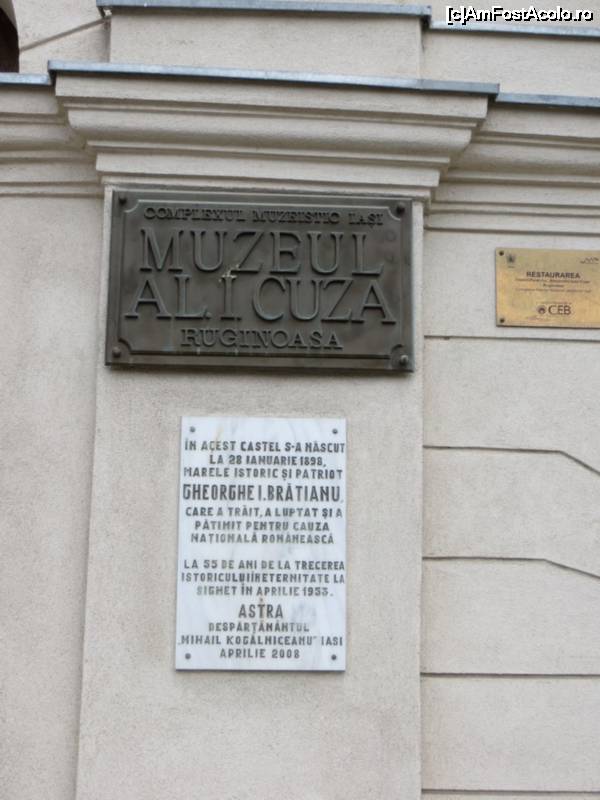 [c]AmFostAcolo.ro
COMPLEXUL MUZEISTIC IAȘI
MUZEUL
AL. I CUZA
RUGINOASA
RESTAURAREA
CEB
ÎN ACEST CASTEL S-A NĂSCUT
LA 28 IANUARIE 1898,
MARELE ISTORIC ȘI PATRIOT
GHEORGHE I. BRĂTIANU,
CARE A TRĂIT, A LUPTAT ȘI A
PĂTIMIT PENTRU CAUZA
NAȚIONALĂ ROMÂNEASCĂ
LA 55 DE ANI DE LA TRECEREA
ISTORICULUI ÎN ETERNITATE LA
SIGHET ÎN APRILIE 1953.
ASTRA
DESPĂRȚĂMÂNTUL
„MIHAIL KOGĂLNICEANU" IASI
APRILIE 2008